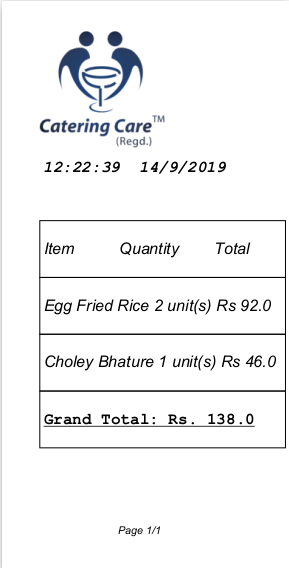 Catering Care™
(Regd.)
12:22:39 14/9/2019
Item Quantity Total
Egg Fried Rice 2 unit(s) Rs 92.0
Choley Bhature 1 unit(s) Rs 46.0
Grand Total: Rs. 138.0
Page 1/1